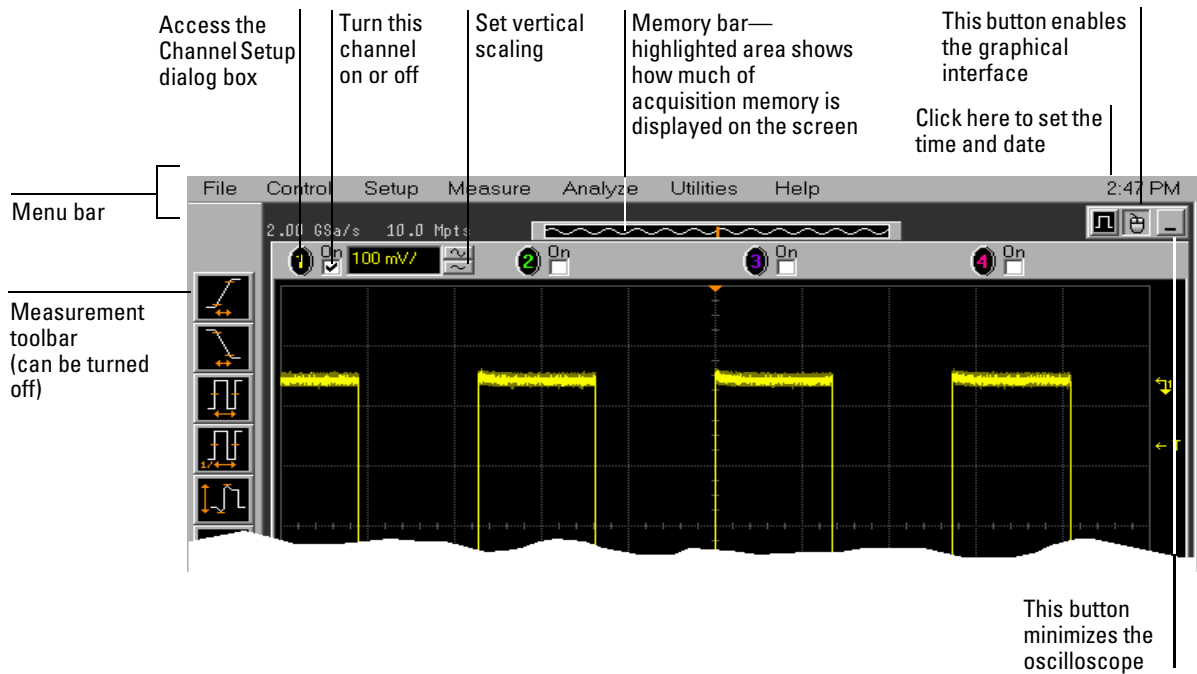 Access the
Channel Setup
dialog box
Turn this
channel
on or off
Set vertical
scaling
Memory bar—
highlighted area shows
how much of
acquisition memory is
displayed on the screen
This button enables
the graphical
interface
Click here to set the
time and date
Menu bar
File Control Setup Measure Analyze Utilities Help 2:47 PM
2.00 GSa/s 10.0 Mpts
1 On 100 mV/ 2 On 3 On 4 On
Measurement
toolbar
(can be turned
off)
1/
1
T
This button
minimizes the
oscilloscope